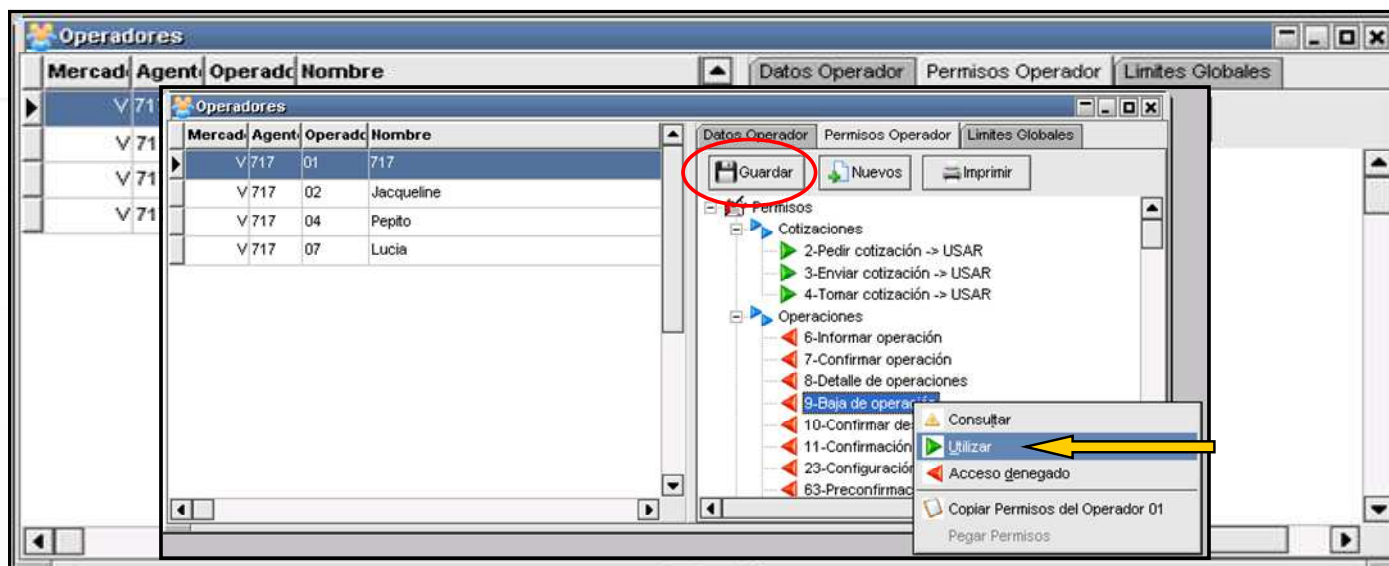 Operadores
Mercad Agent Operadc Nombre
Datos Operador Permisos Operador Limites Globales
V 71
V 71
V 71
V 71
Operadores
Mercad Agent Operadc Nombre
Datos Operador Permisos Operador Limites Globales
V 717 01 717
V 717 02 Jacqueline
V 717 04 Pepito
V 717 07 Lucia
Guardar Nuevos Imprimir
Permisos
Cotizaciones
2-Pedir cotización -> USAR
3-Enviar cotización -> USAR
4-Tomar cotización -> USAR
Operaciones
6-Informar operación
7-Confirmar operación
8-Detalle de operaciones
9-Baja de operación
10-Confirmar de
11-Confirmación
23-Configuración
63-Preconfirmac
Consultar
Utilizar
Acceso denegado
Copiar Permisos del Operador 01
Pegar Permisos